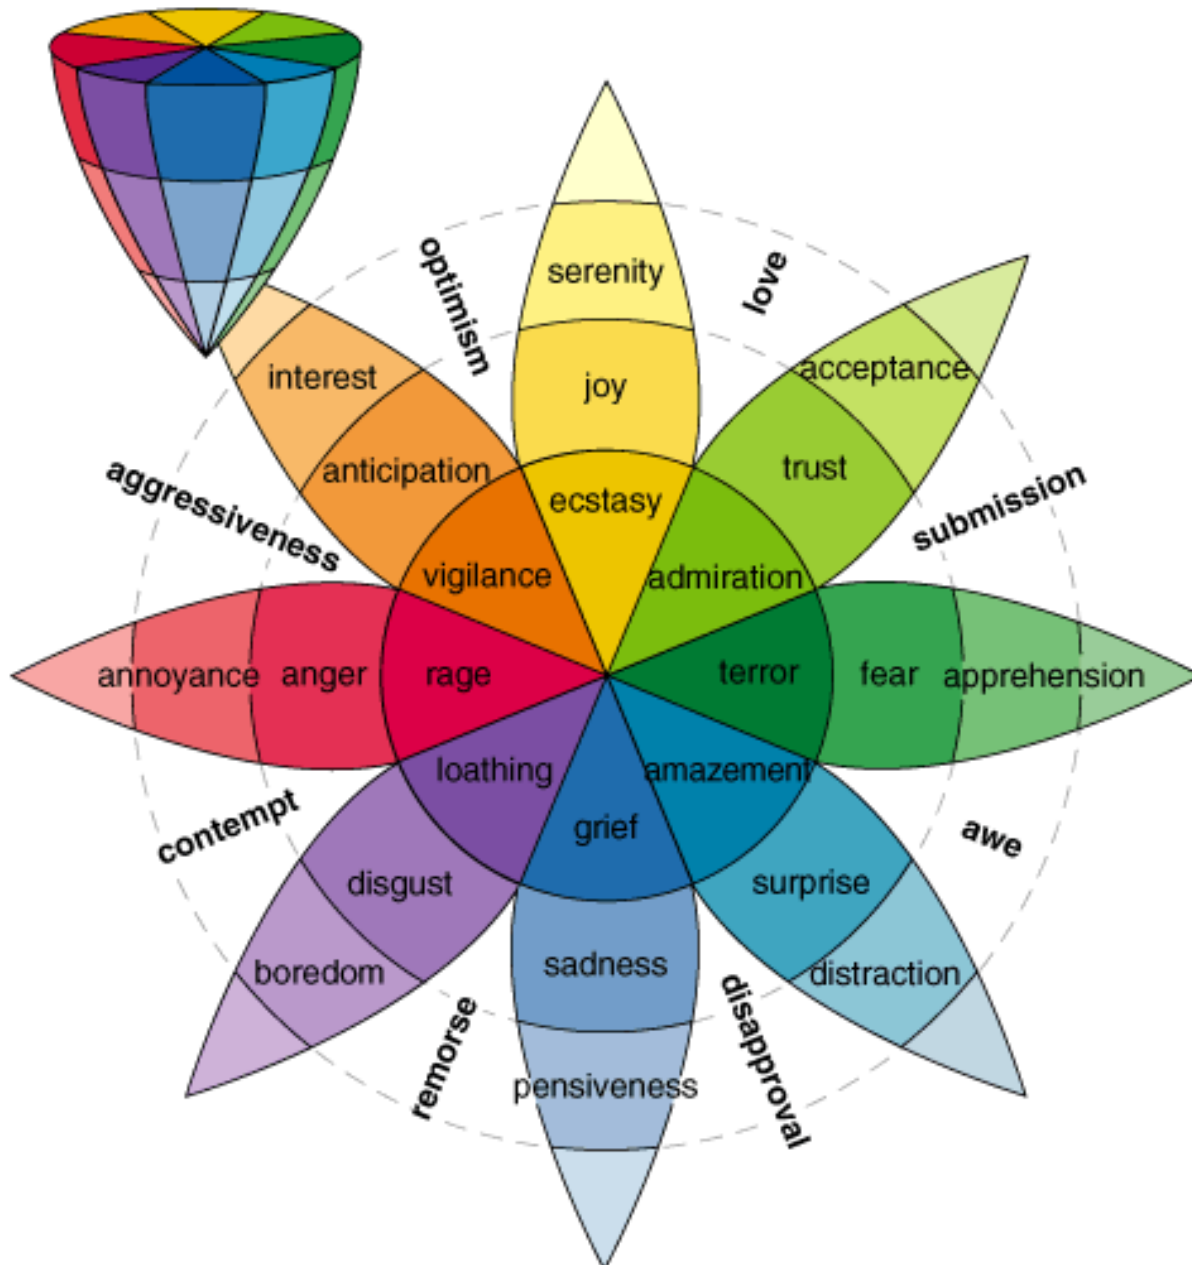 optimism
love
serenity
interest
acceptance
joy
anticipation
trust
aggressiveness
ecstasy
submission
vigilance
admiration
annoyance
anger
rage
terror
fear
apprehension
loathing
amazement
contempt
grief
awe
disgust
surprise
boredom
sadness
distraction
remorse
disapproval
pensiveness